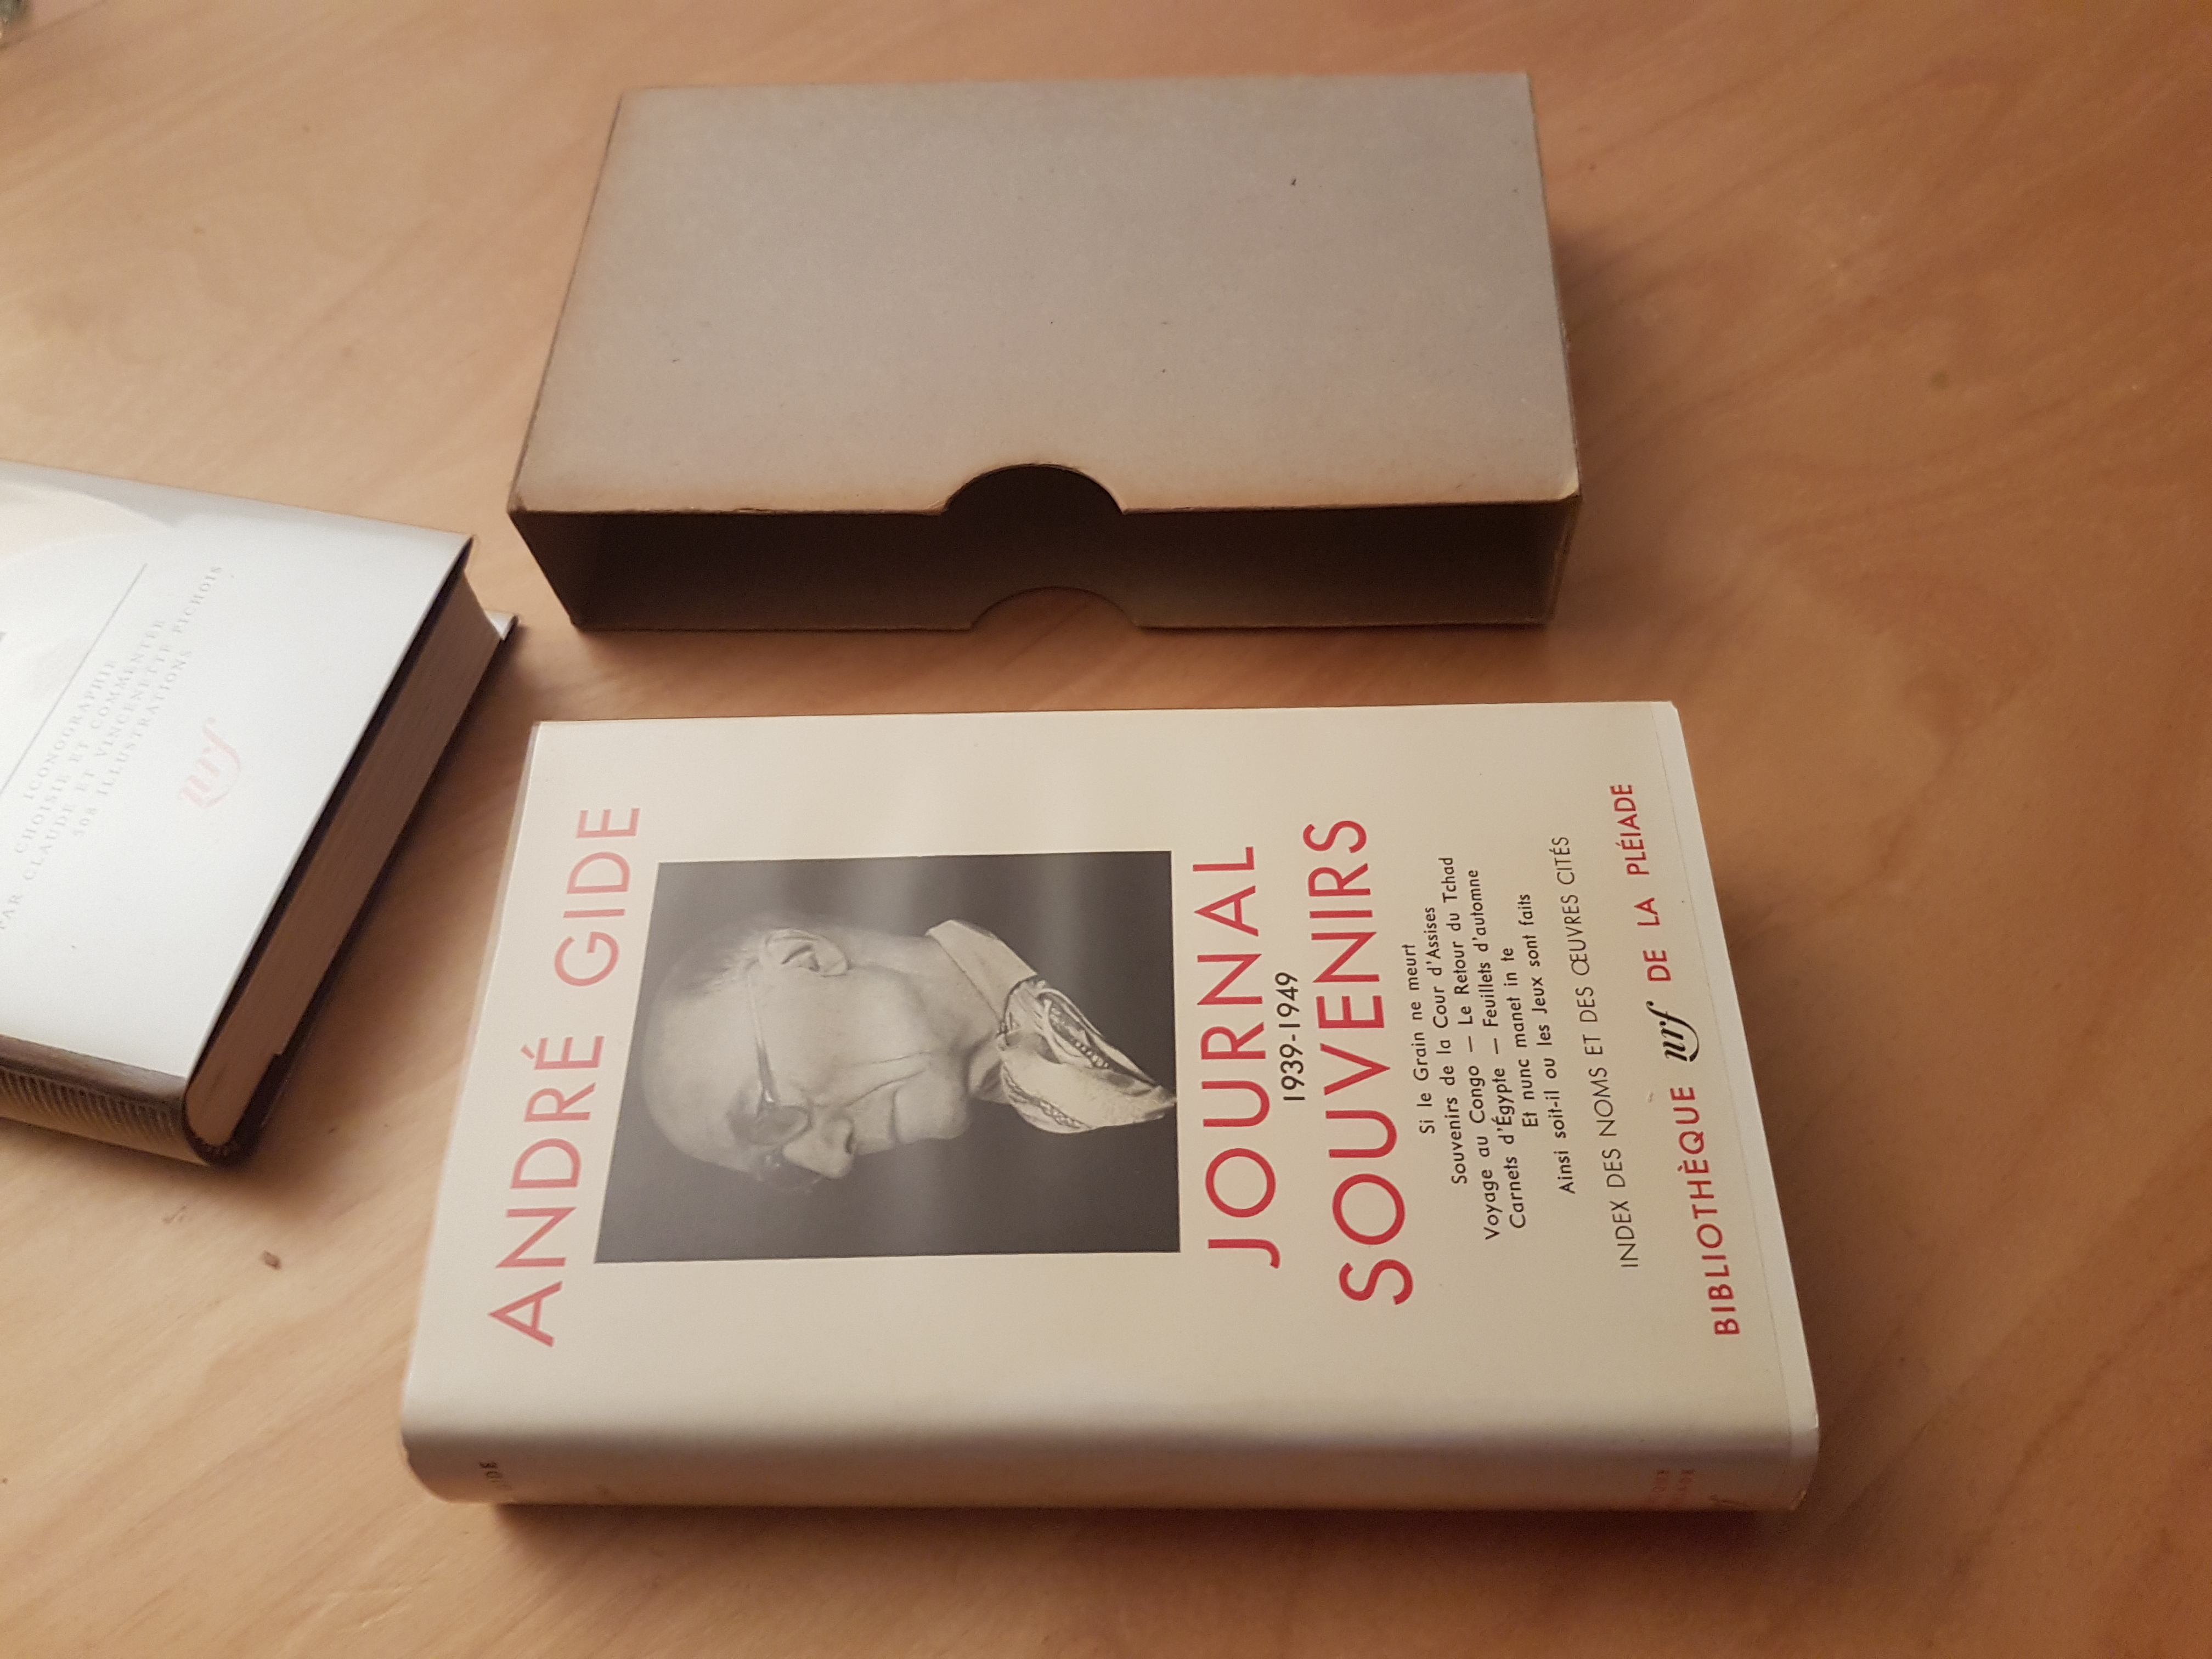 ANDRÉ GIDE
JOURNAL
1939-1949
SOUVENIRS
Si le Grain ne meurt
Souvenirs de la Cour d'Assises
Voyage au Congo — Le Retour du Tchad
Carnets d'Égypte — Feuillets d'automne
Et nunc manet in te
Ainsi soit-il ou les Jeux sont faits
INDEX DES NOMS ET DES ŒUVRES CITÉS
BIBLIOTHÈQUE nrf DE LA PLÉIADE
ICONOGRAPHIE
CHOISIE ET COMMENTÉE
PAR CLAUDE ET VINCENETTE PICHOIS
508 ILLUSTRATIONS
nrf